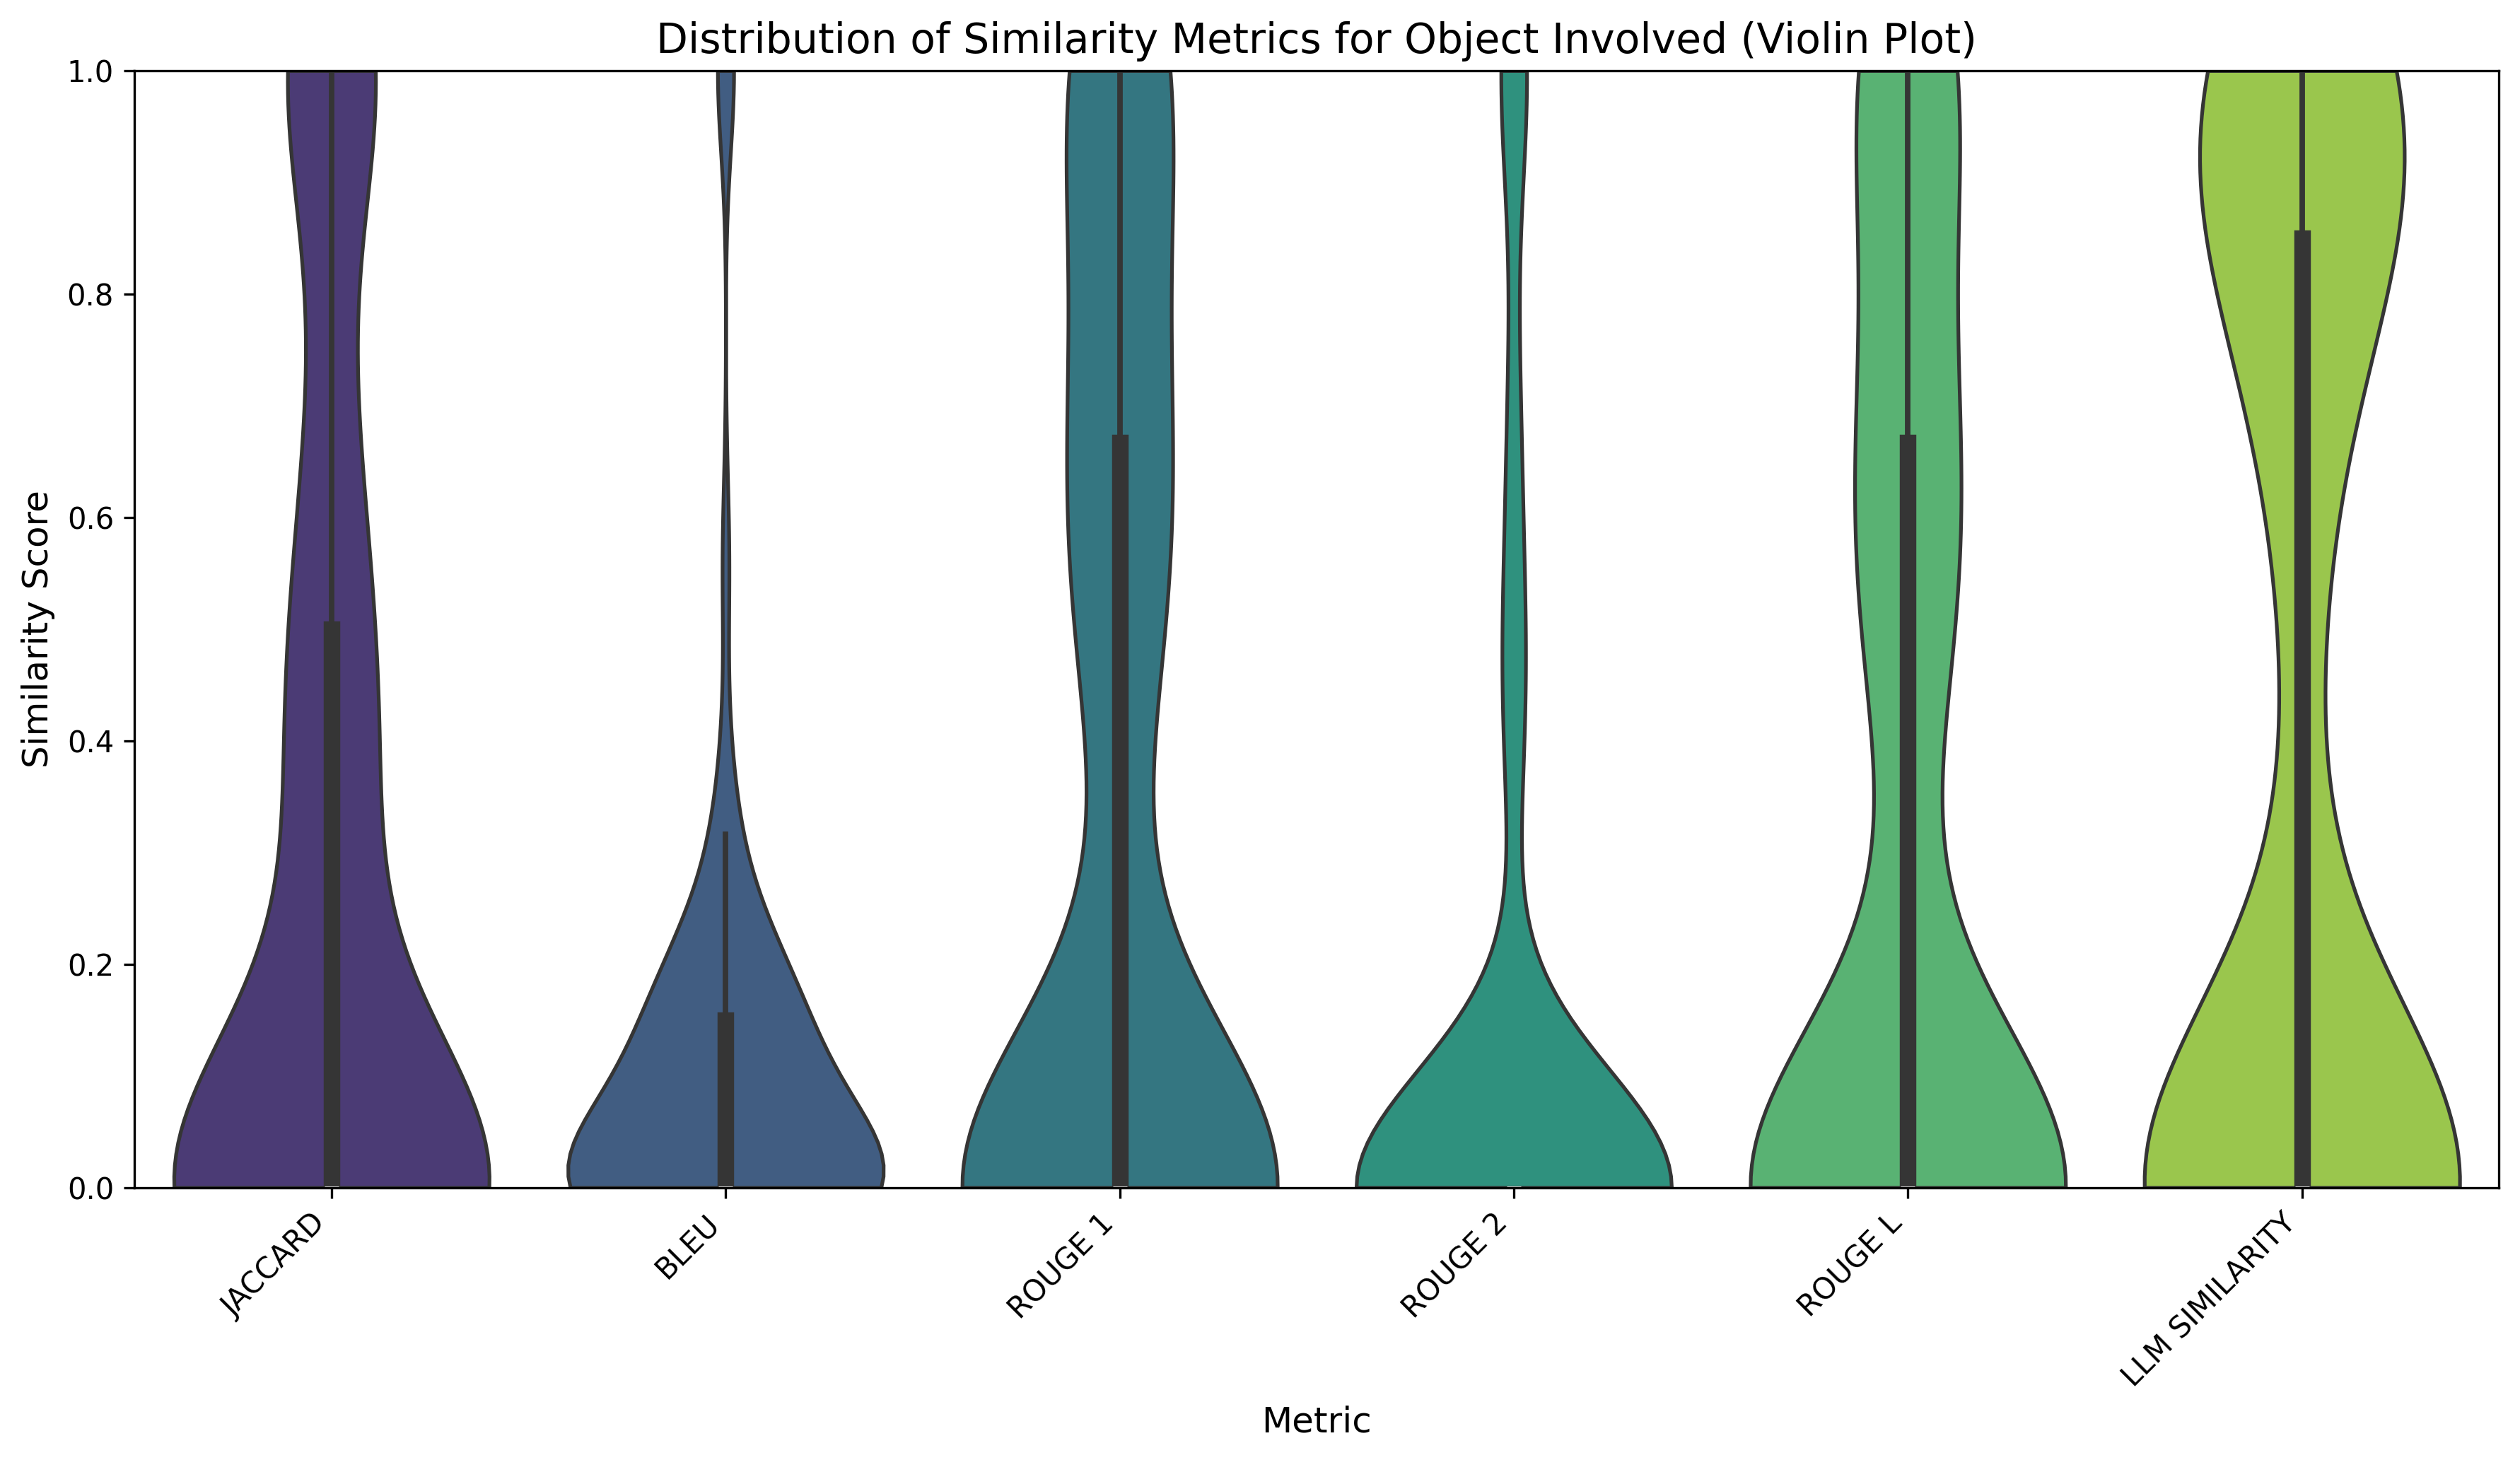 Distribution of Similarity Metrics for Object Involved (Violin Plot)
1.0
0.8
0.6
0.4
0.2
0.0
Similarity Score
JACCARD
BLEU
ROUGE 1
ROUGE 2
ROUGE L
LLM SIMILARITY
Metric